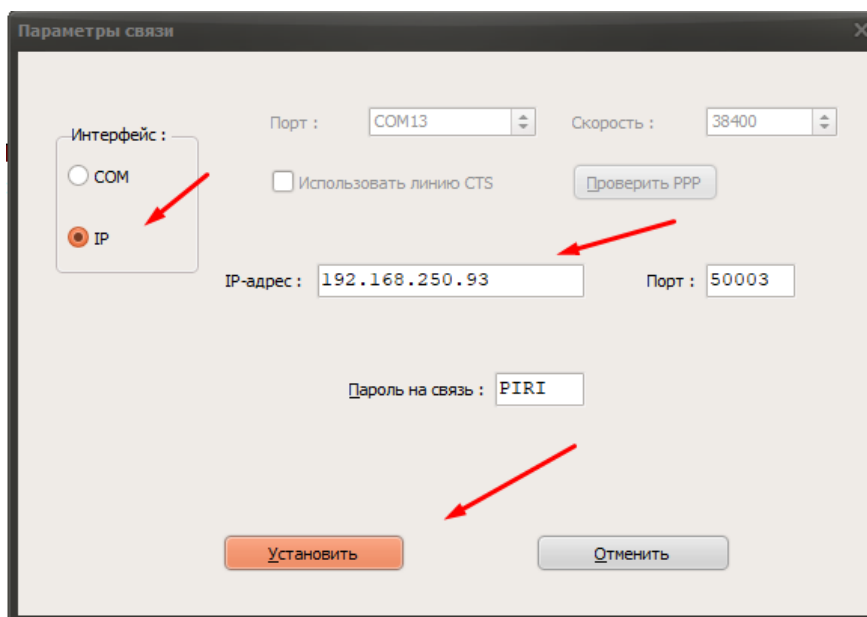 Параметры связи
Интерфейс :
Порт : COM13 Скорость : 38400
COM
Использовать линию CTS Проверить PPP
IP
IP-адрес : 192.168.250.93 Порт : 50003
Пароль на связь : PIRI
Установить Отменить